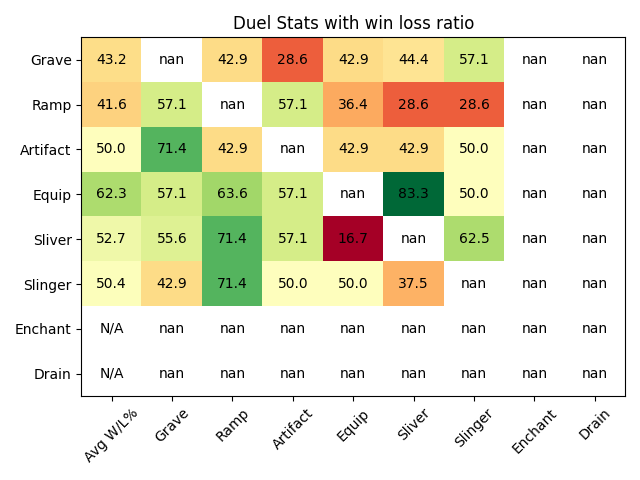 Duel Stats with win loss ratio
Grave 43.2 nan 42.9 28.6 42.9 44.4 57.1 nan nan
Ramp 41.6 57.1 nan 57.1 36.4 28.6 28.6 nan nan
Artifact 50.0 71.4 42.9 nan 42.9 42.9 50.0 nan nan
Equip 62.3 57.1 63.6 57.1 nan 83.3 50.0 nan nan
Sliver 52.7 55.6 71.4 57.1 16.7 nan 62.5 nan nan
Slinger 50.4 42.9 71.4 50.0 50.0 37.5 nan nan nan
Enchant N/A nan nan nan nan nan nan nan nan
Drain N/A nan nan nan nan nan nan nan nan
Avg W/L% Grave Ramp Artifact Equip Sliver Slinger Enchant Drain